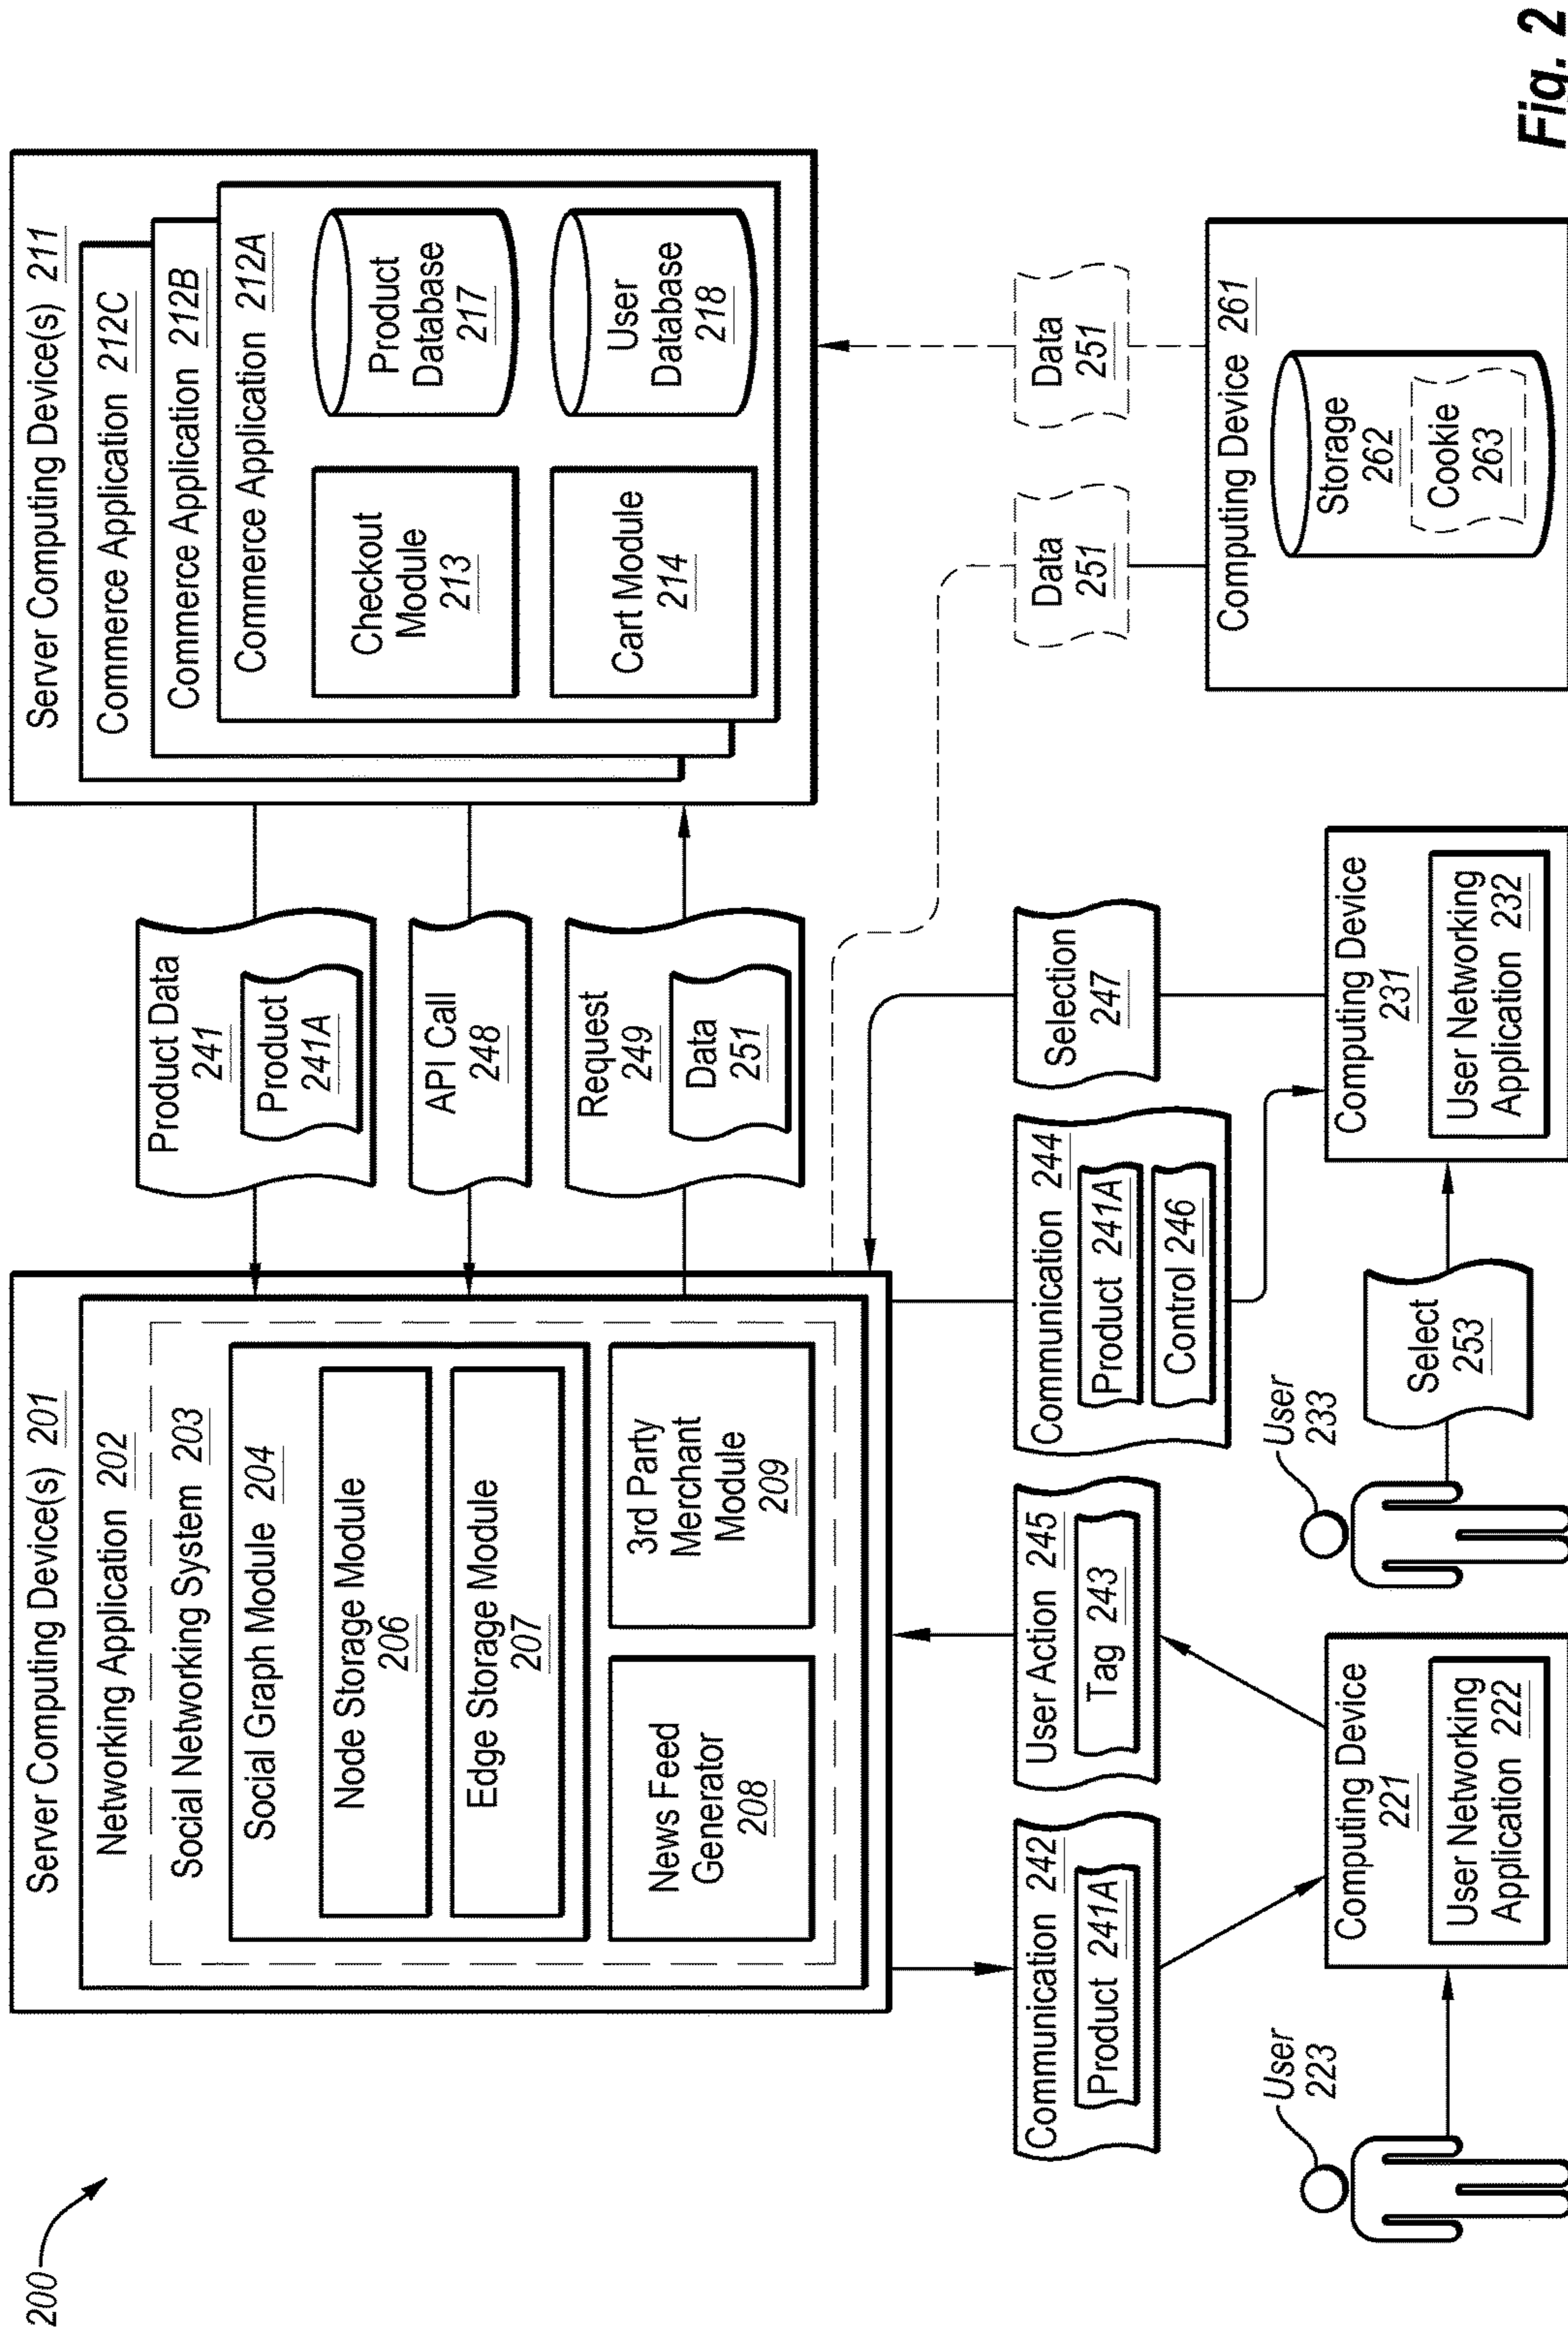 200
Server Computing Device(s) 201
Networking Application 202
Social Networking System 203
Social Graph Module 204
Node Storage Module
206
Edge Storage Module
207
News Feed
Generator
208
3rd Party
Merchant
Module
209
Product Data
241
Product
241A
API Call
248
Request
249
Data
251
Server Computing Device(s) 211
Commerce Application 212C
Commerce Application 212B
Commerce Application 212A
Checkout
Module
213
Product
Database
217
Cart Module
214
User
Database
218
Communication 242
Product 241A
User Action 245
Tag 243
Communication 244
Product 241A
Control 246
Selection
247
Data
251
Data
251
User
223
Computing Device
221
User Networking
Application 222
User
233
Select
253
Computing Device
231
User Networking
Application 232
Computing Device 261
Storage
262
Cookie
263
Fig. 2